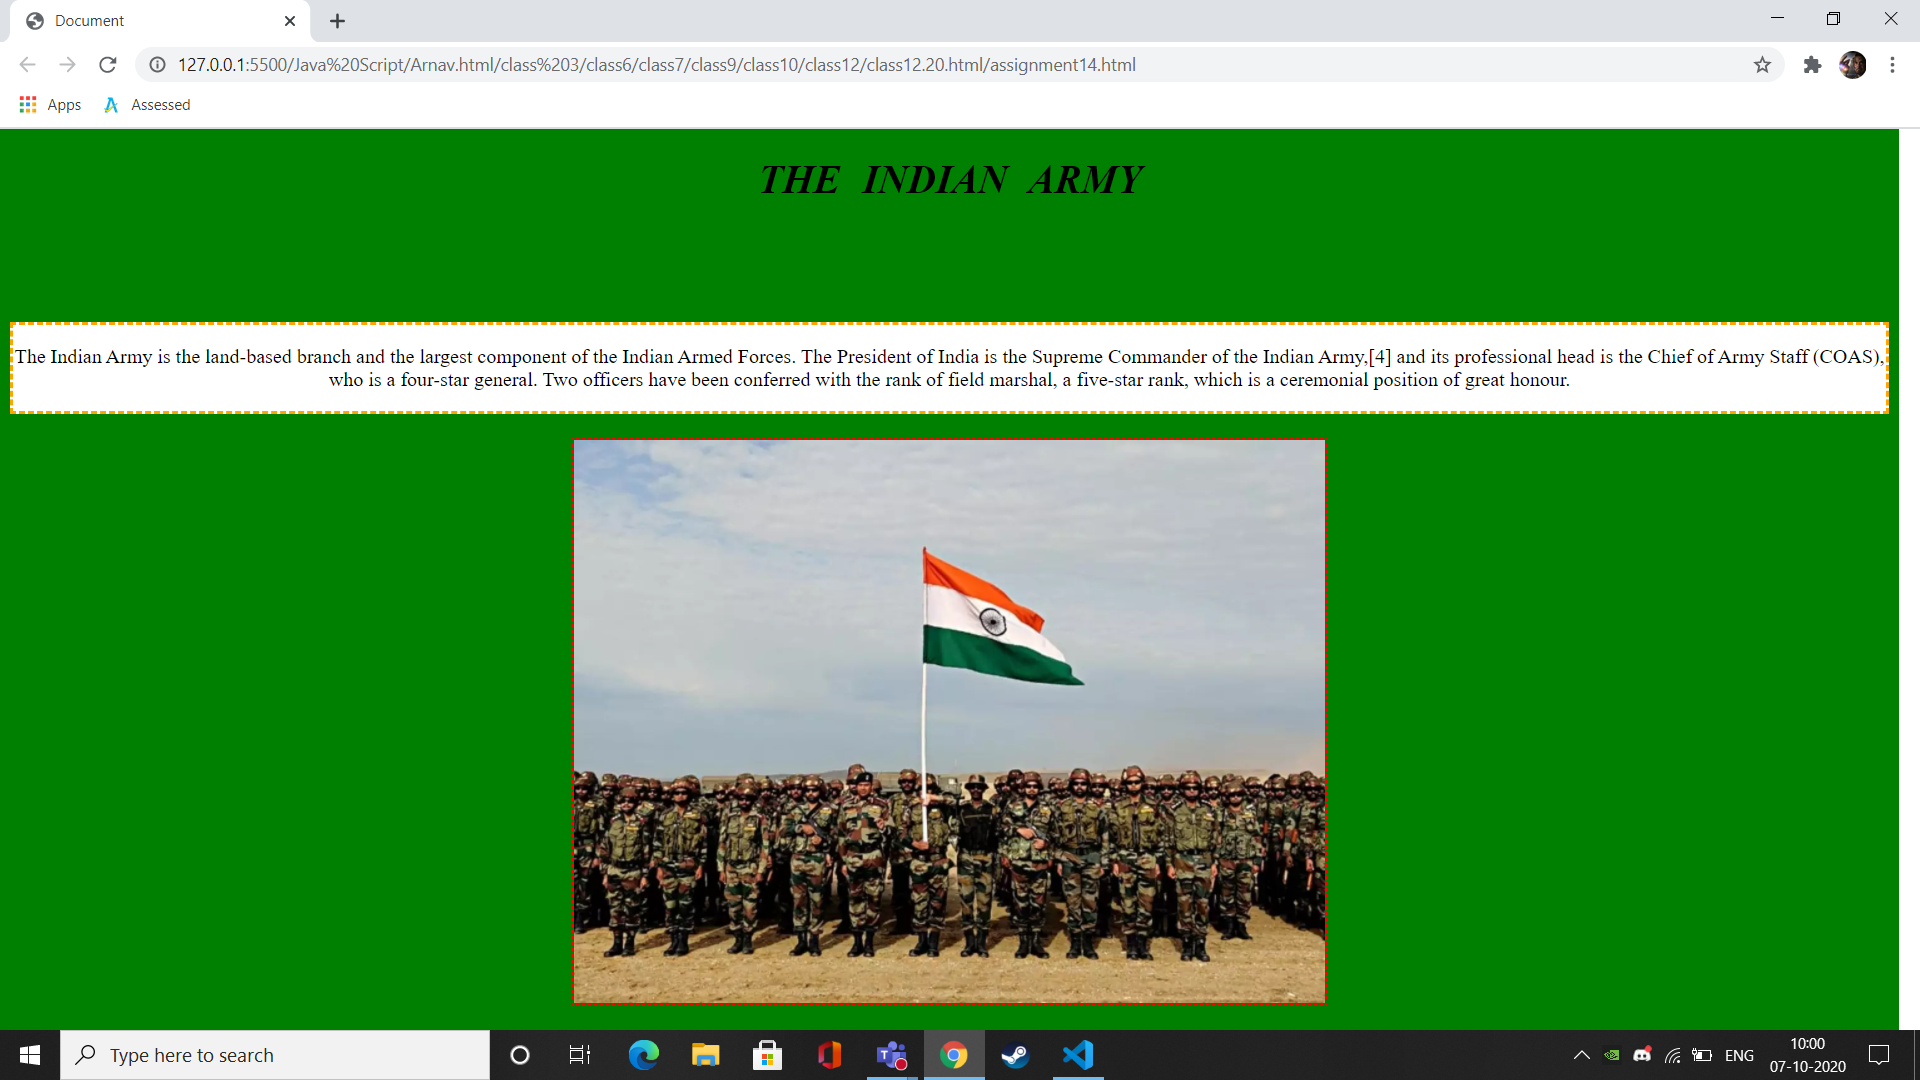 Document
127.0.0.1:5500/Java%20Script/Arnav.html/class%203/class6/class7/class9/class10/class12/class12.20.html/assignment14.html
Apps Assessed
THE INDIAN ARMY
The Indian Army is the land-based branch and the largest component of the Indian Armed Forces. The President of India is the Supreme Commander of the Indian Army,[4] and its professional head is the Chief of Army Staff (COAS),
who is a four-star general. Two officers have been conferred with the rank of field marshal, a five-star rank, which is a ceremonial position of great honour.
Type here to search
ENG
10:00
07-10-2020